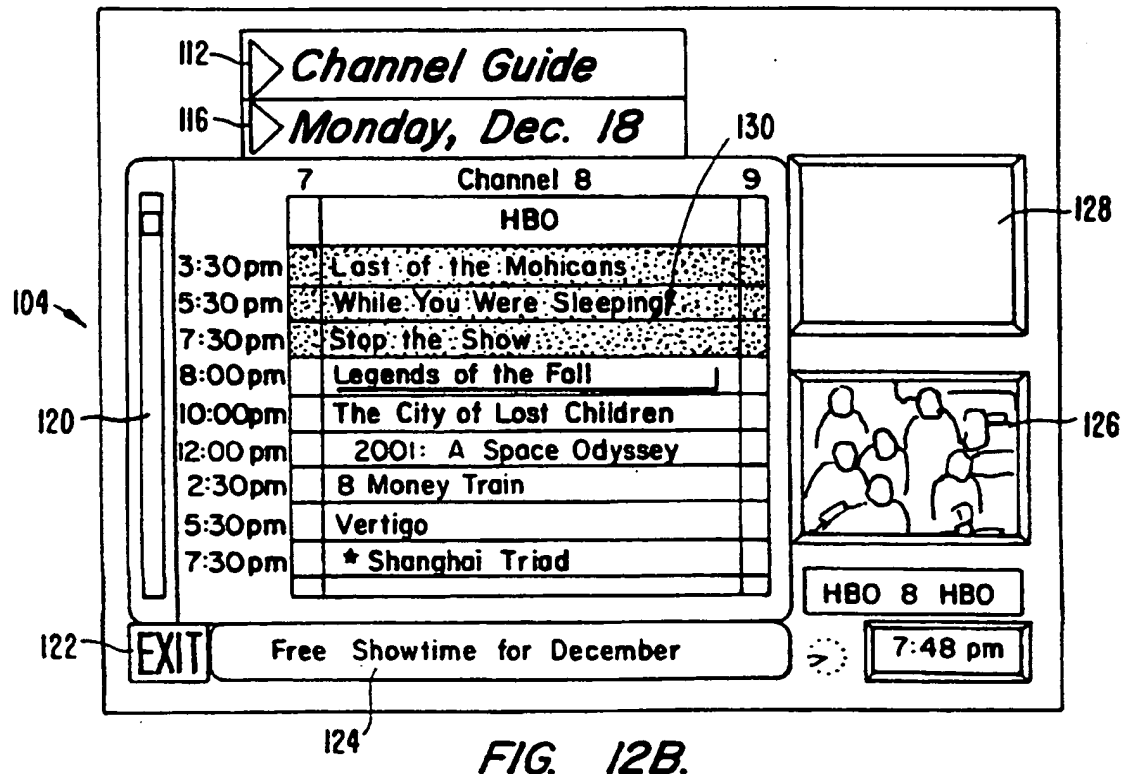 112 Channel Guide
116 Monday, Dec. 18
130
7 Channel 8 9
HBO
128
3:30pm Last of the Mohicans
104
5:30pm While You Were Sleeping
7:30pm Stop the Show
8:00pm Legends of the Fall
120
10:00pm The City of Lost Children
126
12:00 pm 2001: A Space Odyssey
2:30pm 8 Money Train
5:30pm Vertigo
7:30pm * Shanghai Triad
HBO 8 HBO
122 EXIT Free Showtime for December 7:48 pm
124
FIG. 12B.